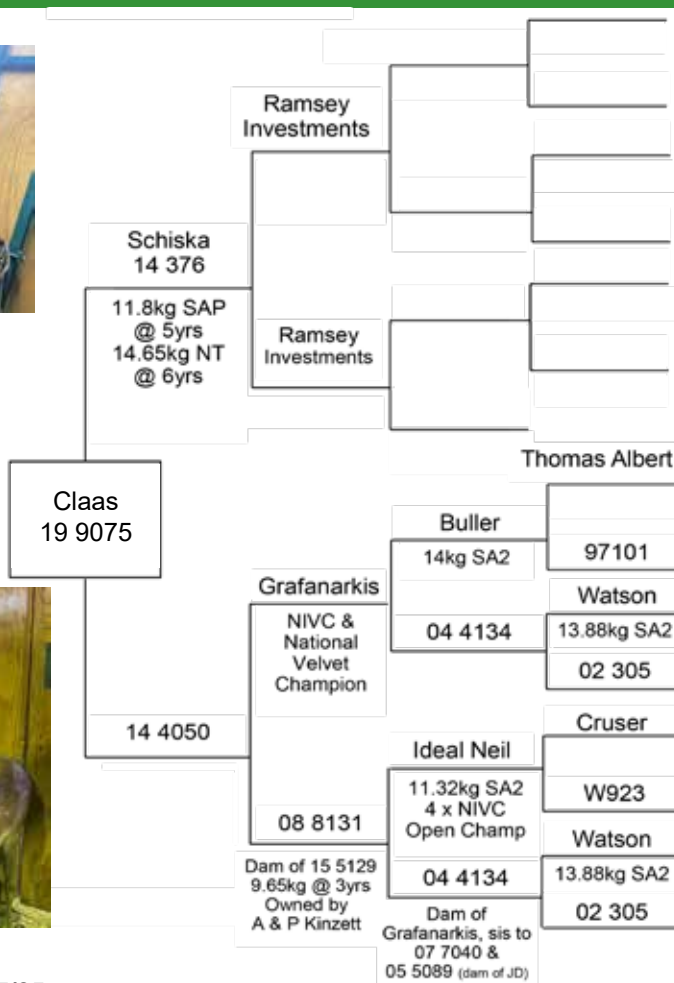 Ramsey
Investments
Schiska
14 376
11.8kg SAP
@ 5yrs
14.65kg NT
@ 6yrs
Ramsey
Investments
Claas
19 9075
14 4050
Grafanarkis
NIVC &
National
Velvet
Champion
08 8131
Dam of 15 5129
9.65kg @ 3yrs
Owned by
A & P Kinzett
Buller
14kg SA2
04 4134
Thomas Albert
97101
Watson
13.88kg SA2
02 305
Ideal Neil
11.32kg SA2
4 x NIVC
Open Champ
04 4134
Dam of
Grafanarkis, sis to
07 7040 &
05 5089 (dam of JD)
Cruser
W923
Watson
13.88kg SA2
02 305